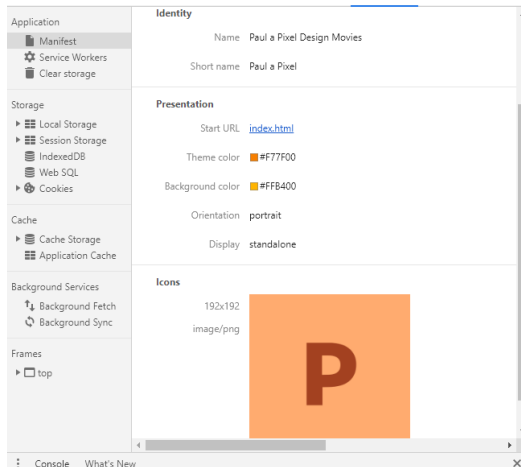 Application
Manifest
Service Workers
Clear storage
Storage
Local Storage
Session Storage
IndexedDB
Web SQL
Cookies
Cache
Cache Storage
Application Cache
Background Services
Background Fetch
Background Sync
Frames
top
Identity
Name Paul a Pixel Design Movies
Short name Paul a Pixel
Presentation
Start URL index.html
Theme color #F77F00
Background color #FFB400
Orientation portrait
Display standalone
Icons
192x192
image/png
P
Console What's New